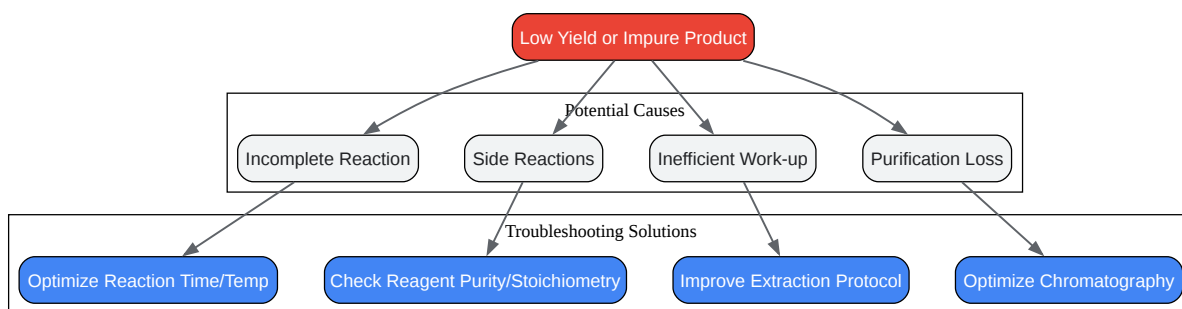 Low Yield or Impure Product
Potential Causes
Incomplete Reaction
Side Reactions
Inefficient Work-up
Purification Loss
Troubleshooting Solutions
Optimize Reaction Time/Temp
Check Reagent Purity/Stoichiometry
Improve Extraction Protocol
Optimize Chromatography